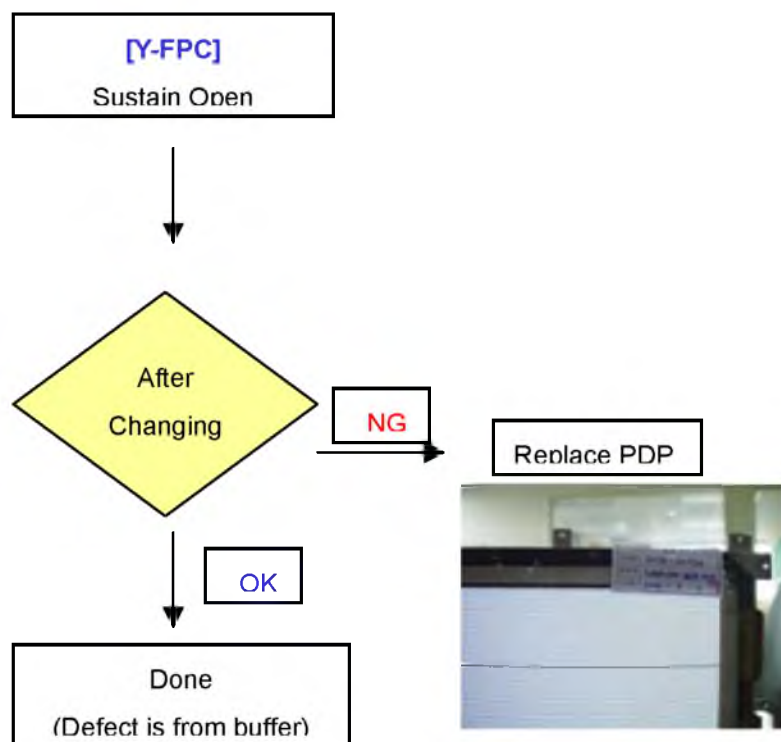 [Y-FPC]
Sustain Open
After
Changing
NG
Replace PDP
OK
Done
(Defect is from buffer)